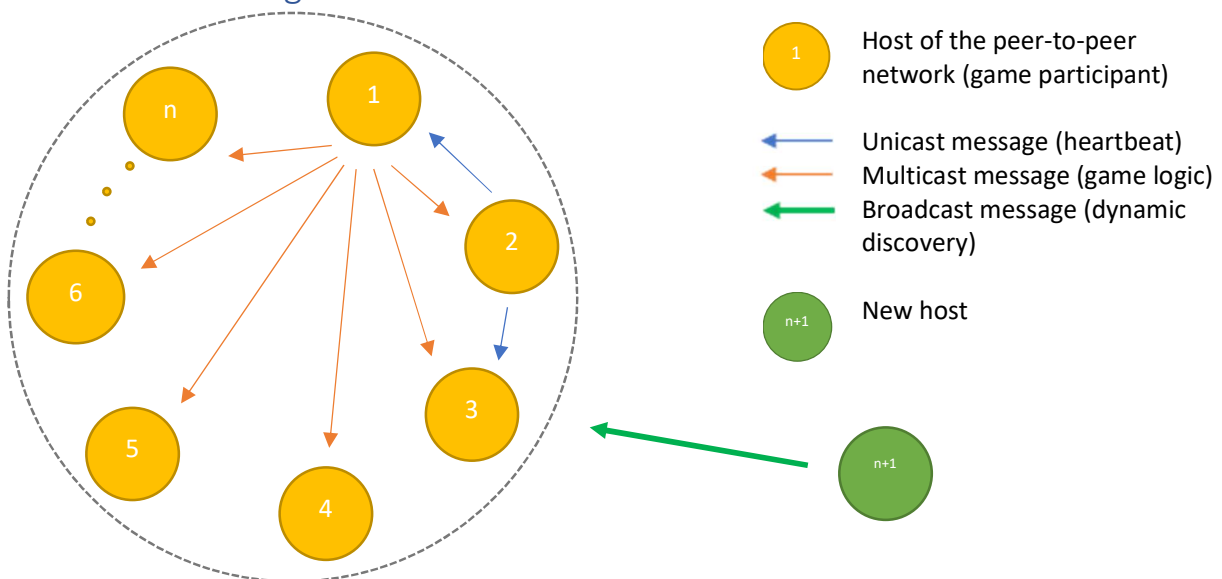 n
1
2
6
3
5
4
1
Host of the peer-to-peer
network (game participant)
Unicast message (heartbeat)
Multicast message (game logic)
Broadcast message (dynamic
discovery)
n+1
New host
n+1